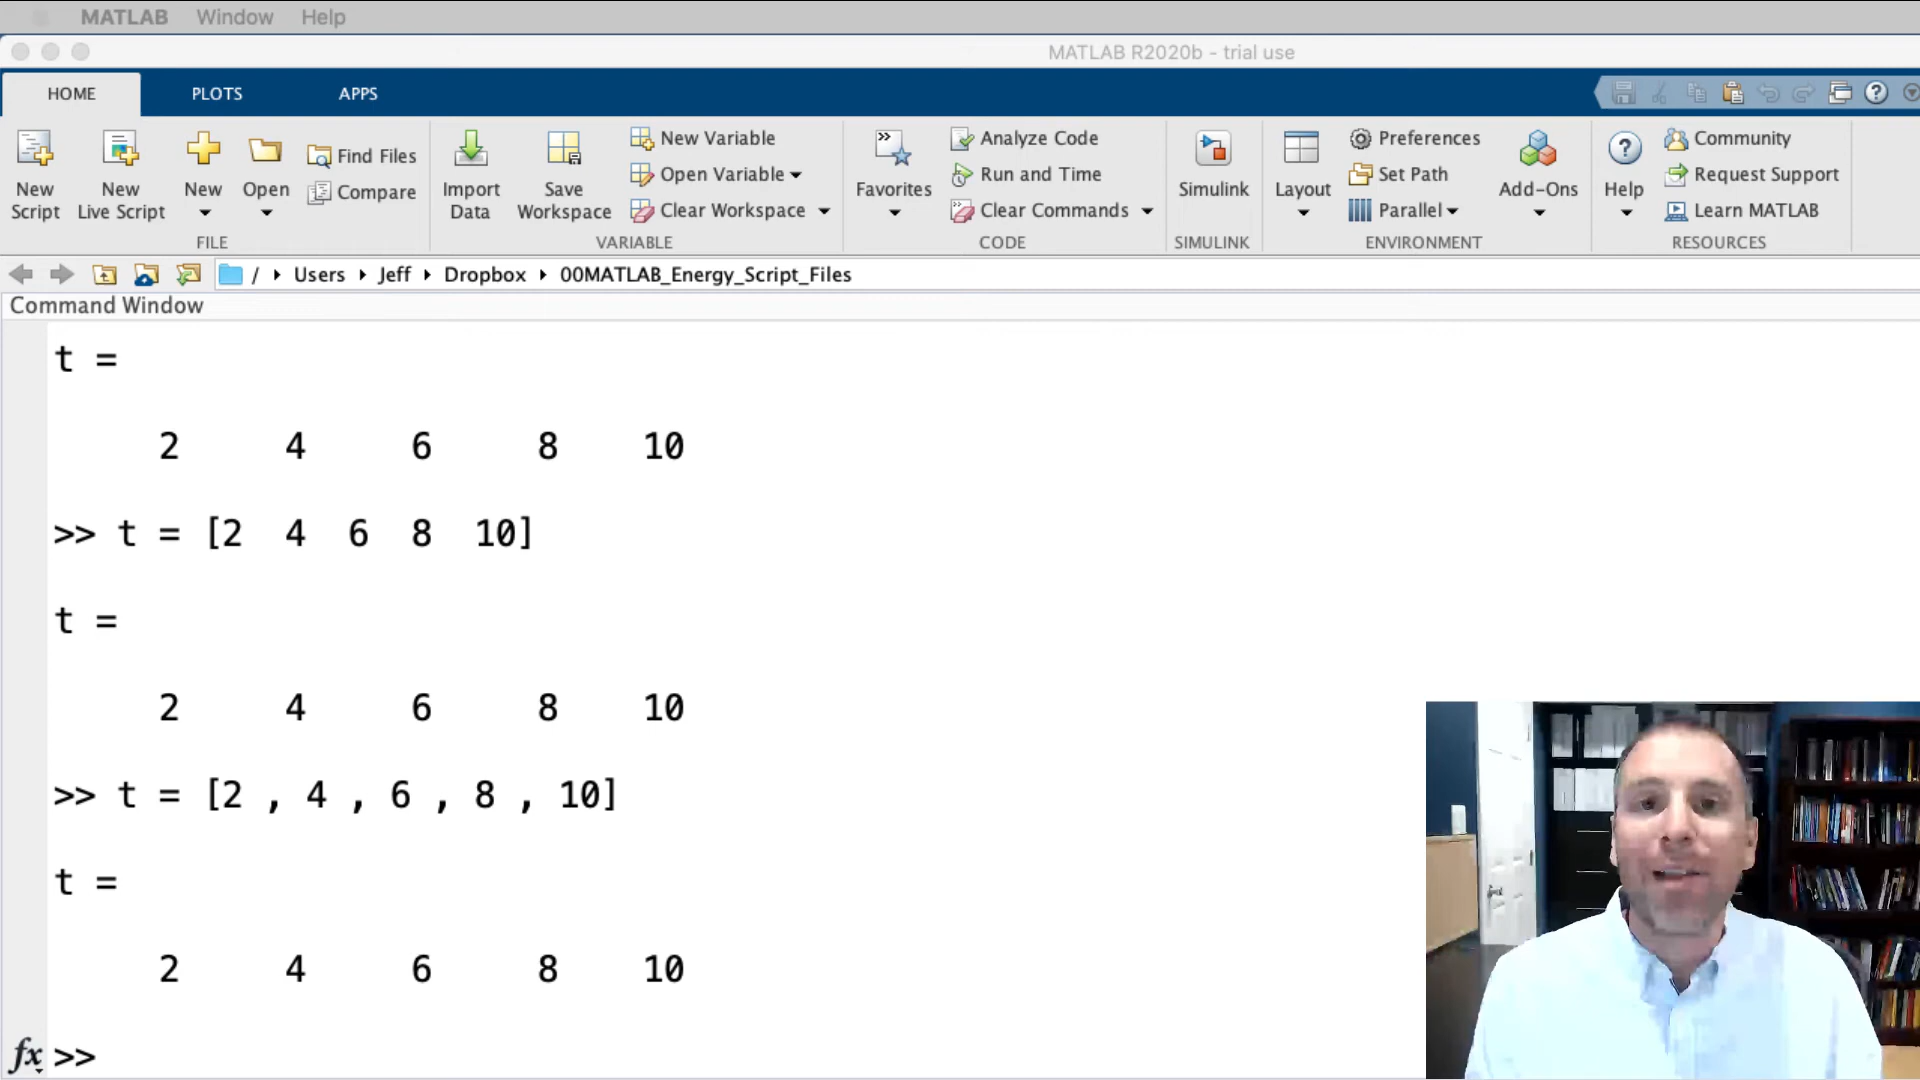 MATLAB Window Help
MATLAB R2020b - trial use
HOME PLOTS APPS
New Script
New Live Script
New
Open
Find Files
Compare
FILE
Import Data
Save Workspace
New Variable
Open Variable
Clear Workspace
VARIABLE
Favorites
Analyze Code
Run and Time
Clear Commands
CODE
Simulink
SIMULINK
Layout
Preferences
Set Path
Parallel
Add-Ons
ENVIRONMENT
Help
Community
Request Support
Learn MATLAB
RESOURCES
/ Users Jeff Dropbox 00MATLAB_Energy_Script_Files
Command Window
t =
2 4 6 8 10
>> t = [2 4 6 8 10]
t =
2 4 6 8 10
>> t = [2 , 4 , 6 , 8 , 10]
t =
2 4 6 8 10
fx >>